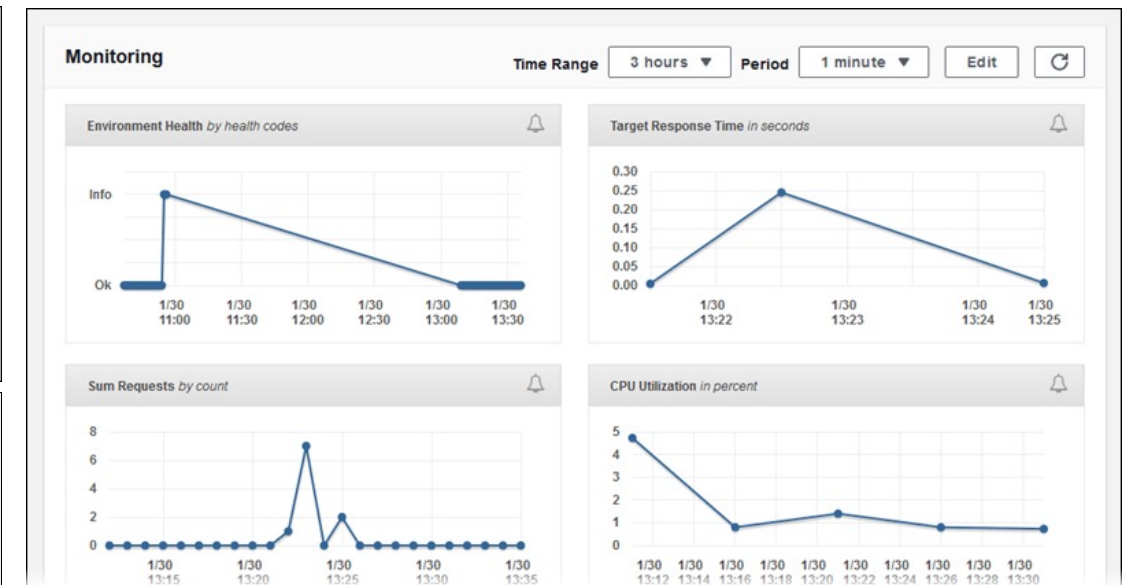 Monitoring
Time Range 3 hours Period 1 minute Edit
Environment Health by health codes
Info
Ok
1/30 1/30 1/30 1/30 1/30 1/30
11:00 11:30 12:00 12:30 13:00 13:30
Target Response Time in seconds
0.30
0.25
0.20
0.15
0.10
0.05
0.00
1/30 1/30 1/30 1/30
13:22 13:23 13:24 13:25
Sum Requests by count
8
6
4
2
0
1/30 1/30 1/30 1/30 1/30
13:15 13:20 13:25 13:30 13:35
CPU Utilization in percent
5
4
3
2
1
0
1/30 1/30 1/30 1/30 1/30 1/30 1/30 1/30 1/30 1/30
13:12 13:14 13:16 13:18 13:20 13:22 13:24 13:26 13:28 13:30